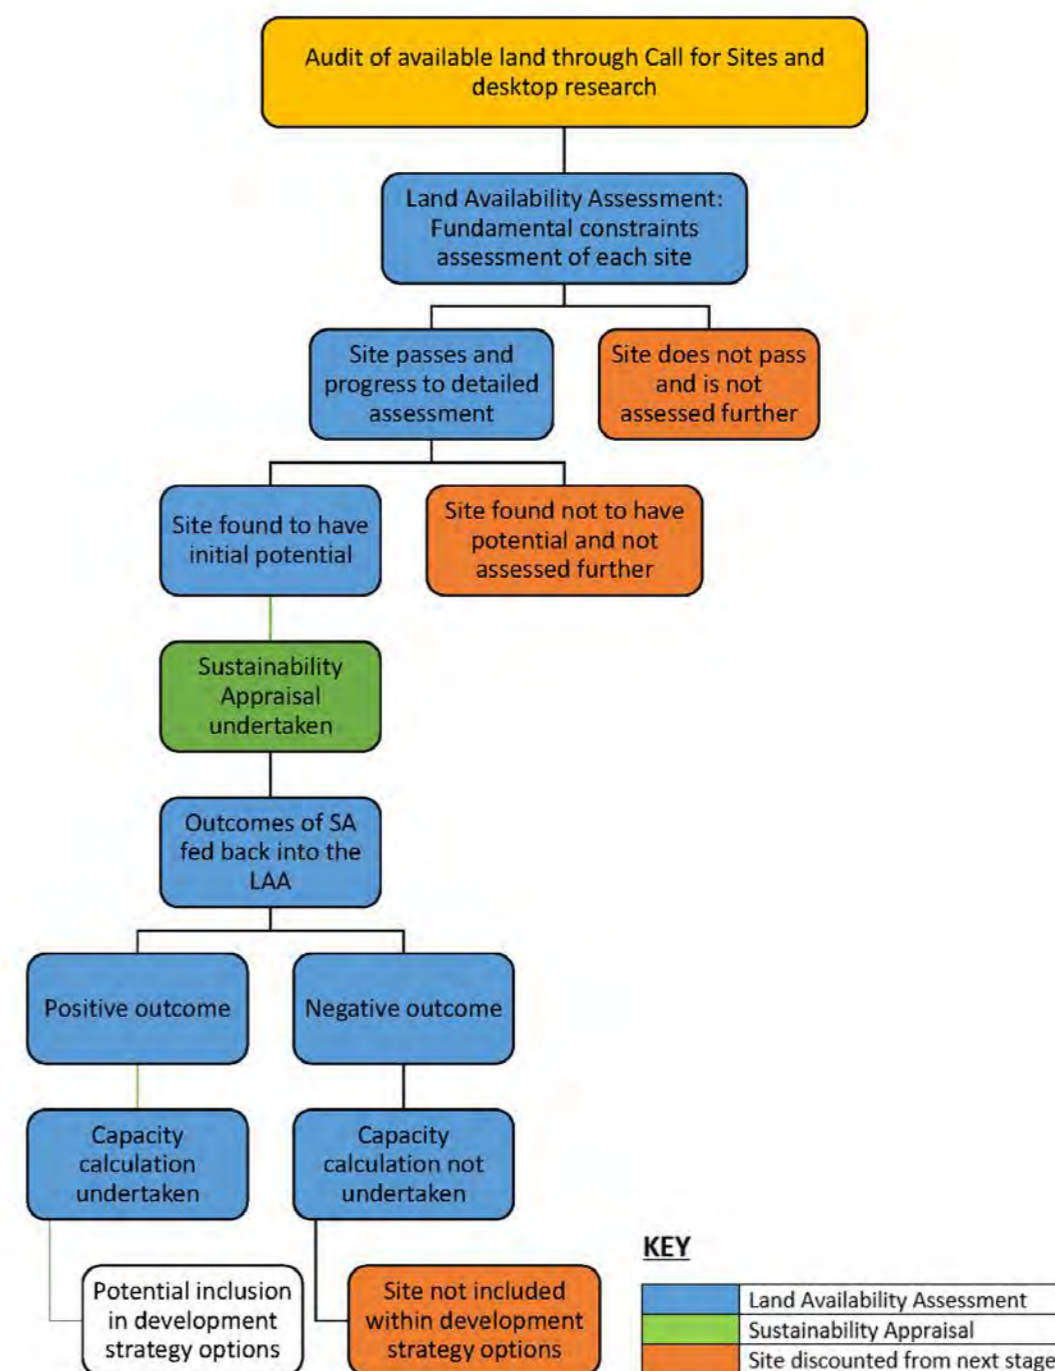 Audit of available land through Call for Sites and
desktop research
Land Availability Assessment:
Fundamental constraints
assessment of each site
Site passes and
progress to detailed
assessment
Site does not pass
and is not
assessed further
Site found to have
initial potential
Site found not to have
potential and not
assessed further
Sustainability
Appraisal
undertaken
Outcomes of SA
fed back into the
LAA
Positive outcome
Negative outcome
Capacity
calculation
undertaken
Capacity
calculation not
undertaken
Potential inclusion
in development
strategy options
Site not included
within development
strategy options
KEY
Land Availability Assessment
Sustainability Appraisal
Site discounted from next stage